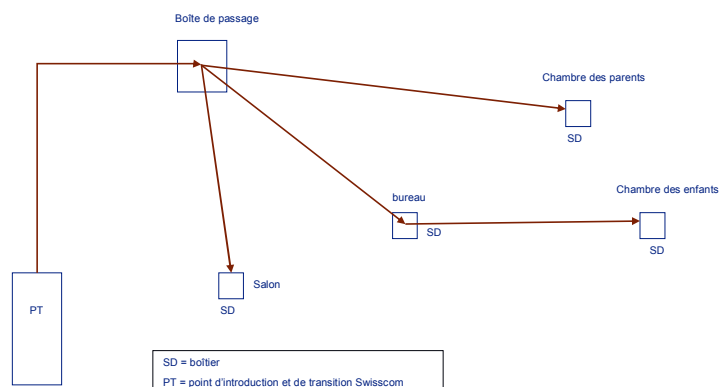 Boîte de passage
Chambre des parents
SD
Chambre des enfants
bureau
SD
SD
Salon
SD
PT
SD = boîtier
PT = point d'introduction et de transition Swisscom